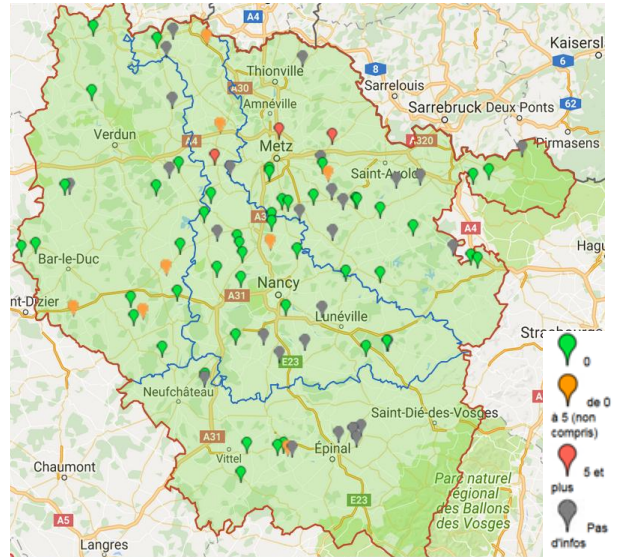 A4
Kaisersl
8
6
Thionville
A30
Sarrelouis
Sarrebruck
Deux Ponts
62
Amnéville
Verdun
A4
Metz
A320
Pirmasens
Saint-Avold
A3
A4
Hagu
Bar-le-Duc
Nancy
A31
nt-Dizier
Lunéville
Strasbourg
E23
Neufchâteau
Saint-Dié-des-Vosges
A31
Vittel
Épinal
Chaumont
Parc naturel
régional
des Ballons
des Vosges
E23
A5
Langres
A
0
de 0
à 5 (non
compris)
5 et
plus
Pas
d'infos